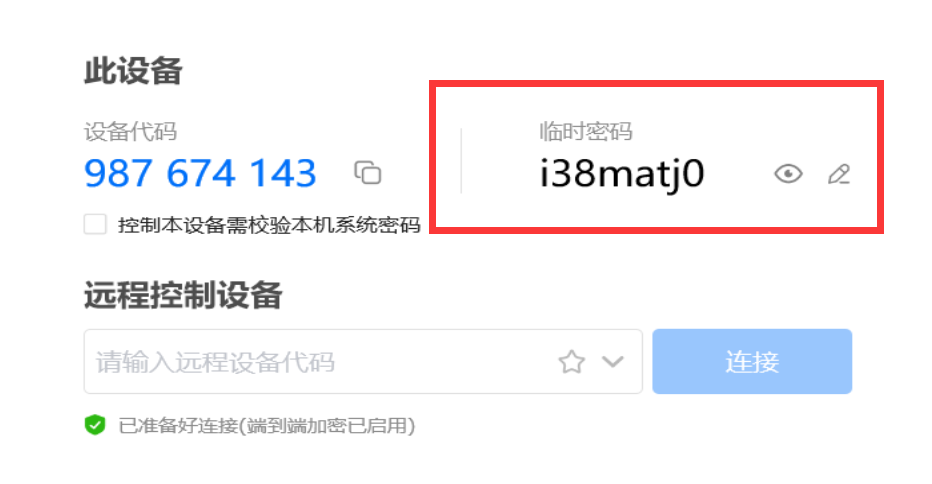 此设备
设备代码
临时密码
987 674 143
i38matj0
控制本设备需校验本机系统密码
远程控制设备
请输入远程设备代码
连接
已准备好连接(端到端加密已启用)